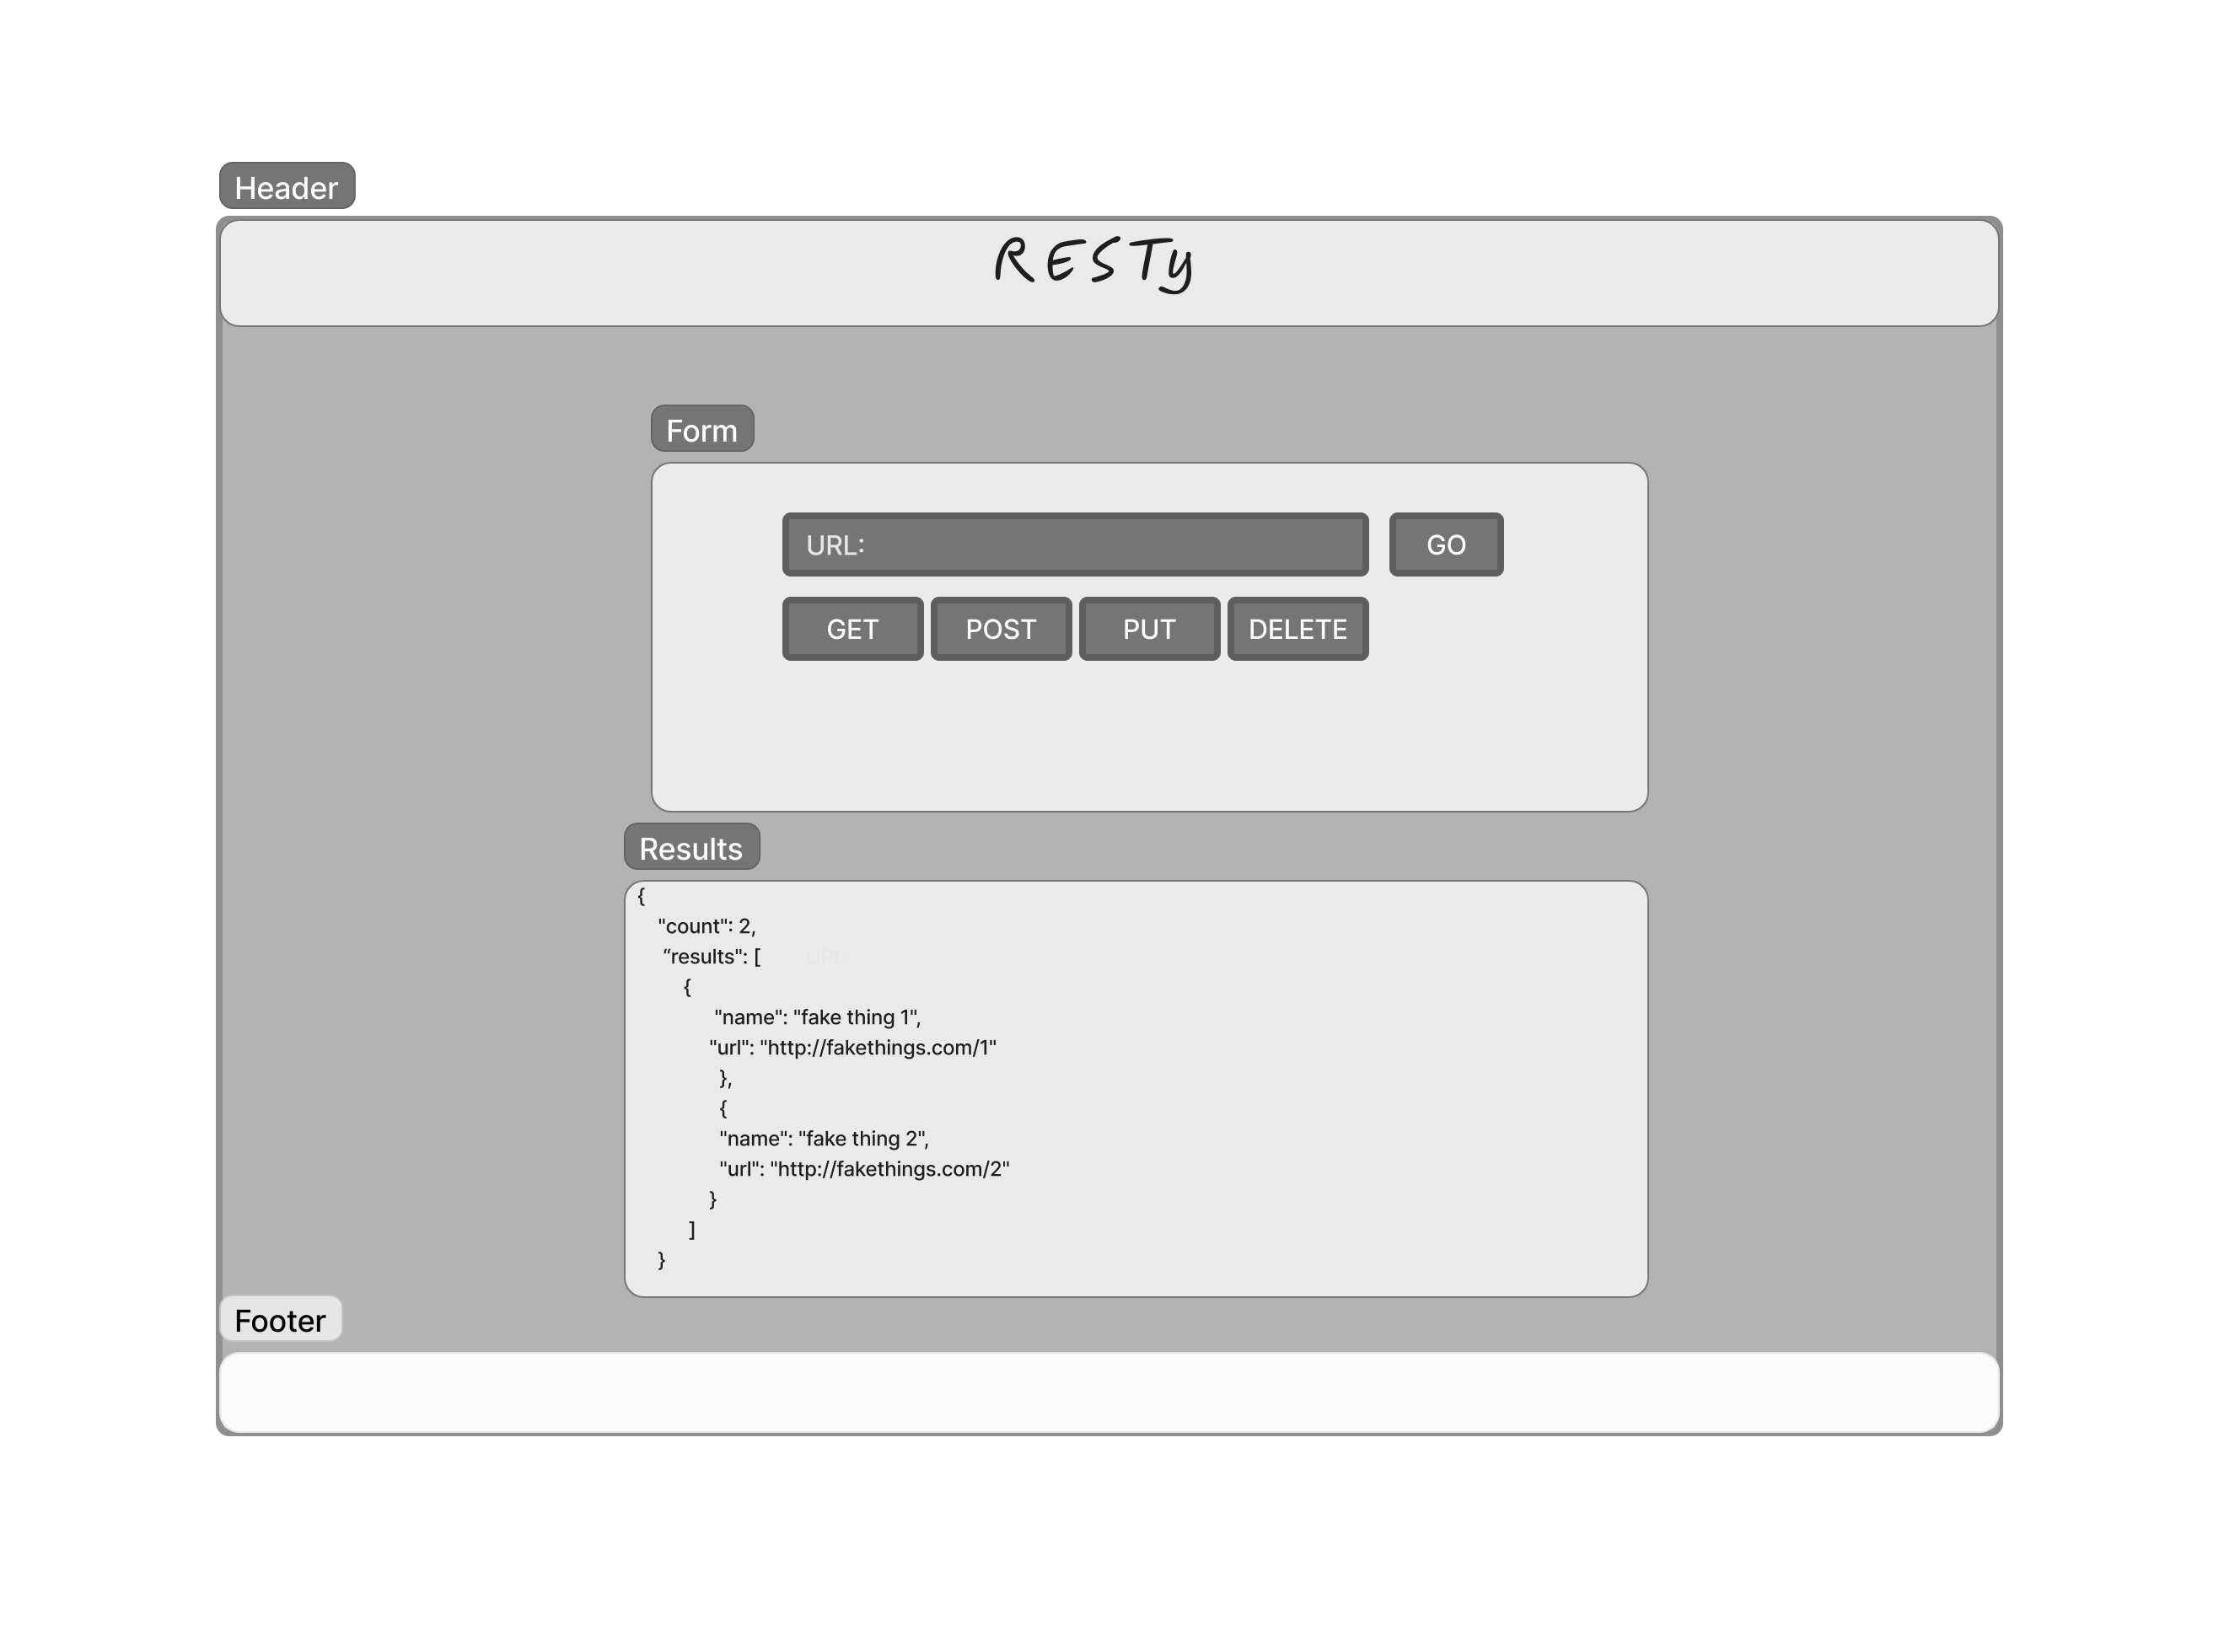 Header
RESTy
Form
URL: GO
GET POST PUT DELETE
Results
{
"count": 2,
“results": [ URL:
{
"name": "fake thing 1",
"url": "http://fakethings.com/1"
},
{
"name": "fake thing 2",
"url": "http://fakethings.com/2"
}
]
}
Footer